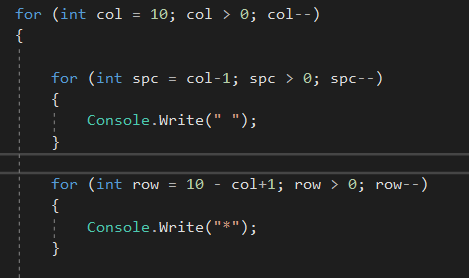 for (int col = 10; col > 0; col--)
{
for (int spc = col-1; spc > 0; spc--)
{
Console.Write(" ");
}
for (int row = 10 - col+1; row > 0; row--)
{
Console.Write("*");
}